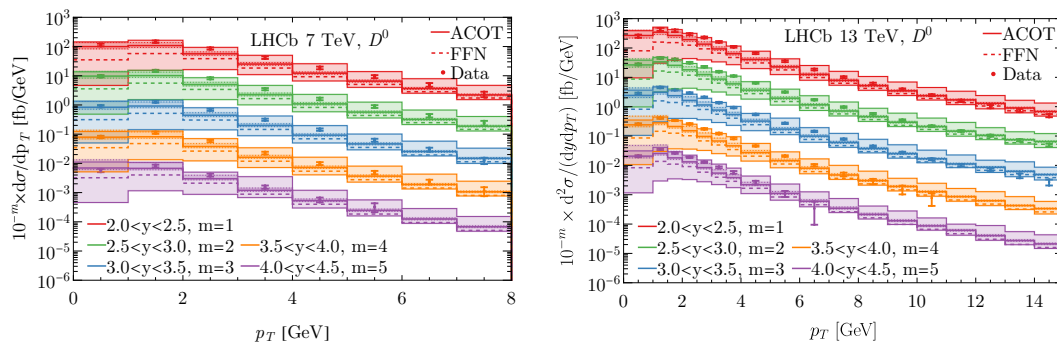 10^3
10^2
10^1
10^0
10^-1
10^-2
10^-3
10^-4
10^-5
10^-6
10^-m×dσ/dp_T [fb/GeV]
LHCb 7 TeV, D^0
ACOT
FFN
Data
2.0<y<2.5, m=1
2.5<y<3.0, m=2
3.5<y<4.0, m=4
3.0<y<3.5, m=3
4.0<y<4.5, m=5
0 2 4 6 8
p_T [GeV]
10^3
10^2
10^1
10^0
10^-1
10^-2
10^-3
10^-4
10^-5
10^-6
10^-m × d^2σ/(dydp_T) [fb/GeV]
LHCb 13 TeV, D^0
ACOT
FFN
Data
2.0<y<2.5, m=1
2.5<y<3.0, m=2
3.5<y<4.0, m=4
3.0<y<3.5, m=3
4.0<y<4.5, m=5
0 2 4 6 8 10 12 14
p_T [GeV]